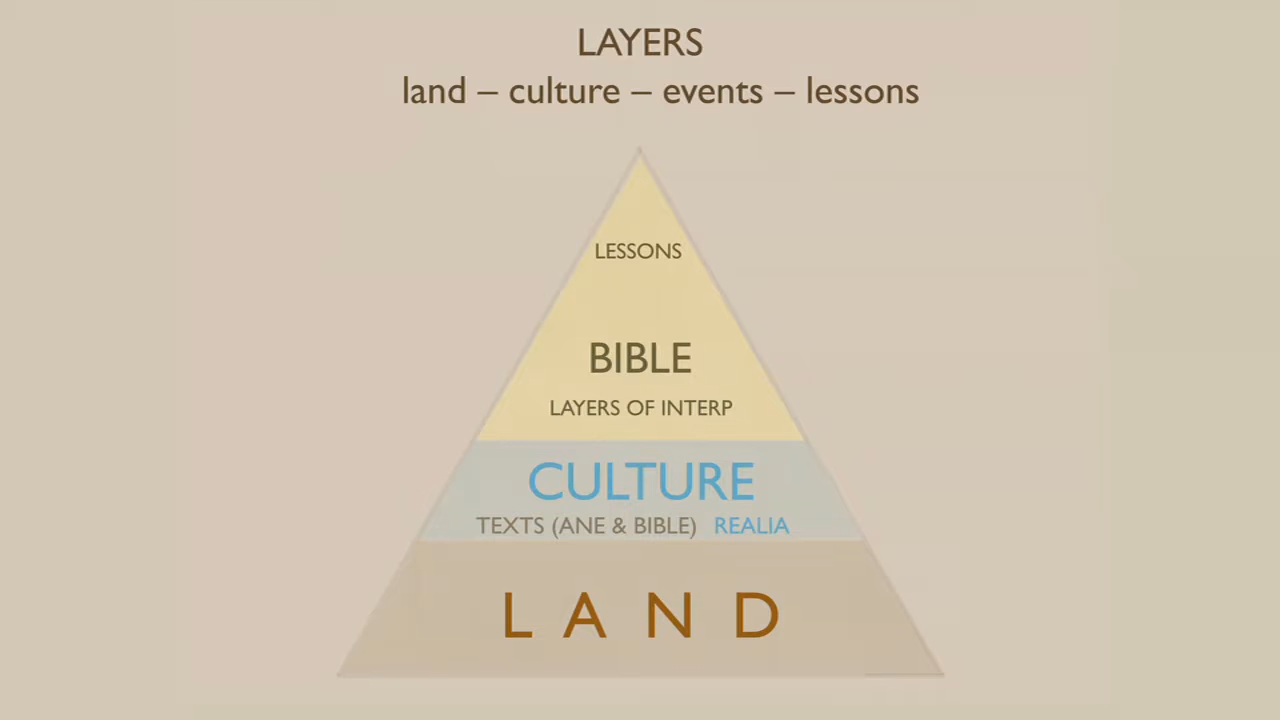 LAYERS
land – culture – events – lessons
LESSONS
BIBLE
LAYERS OF INTERP
CULTURE
TEXTS (ANE & BIBLE) REALIA
L A N D